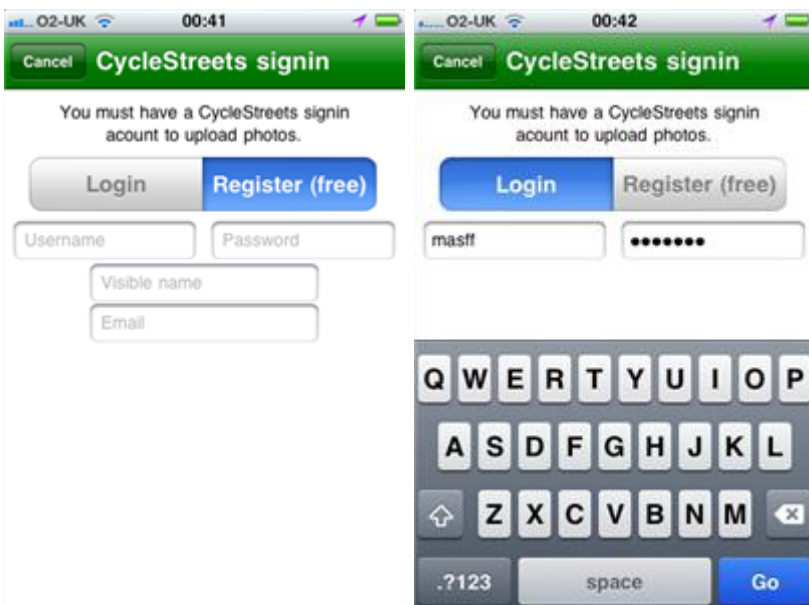 O2-UK 00:41
Cancel CycleStreets signin
You must have a CycleStreets signin
acount to upload photos.
Login Register (free)
Username Password
Visible name
Email
O2-UK 00:42
Cancel CycleStreets signin
You must have a CycleStreets signin
acount to upload photos.
Login Register (free)
masff •••••••
Q W E R T Y U I O P
A S D F G H J K L
Z X C V B N M
.?123 space Go